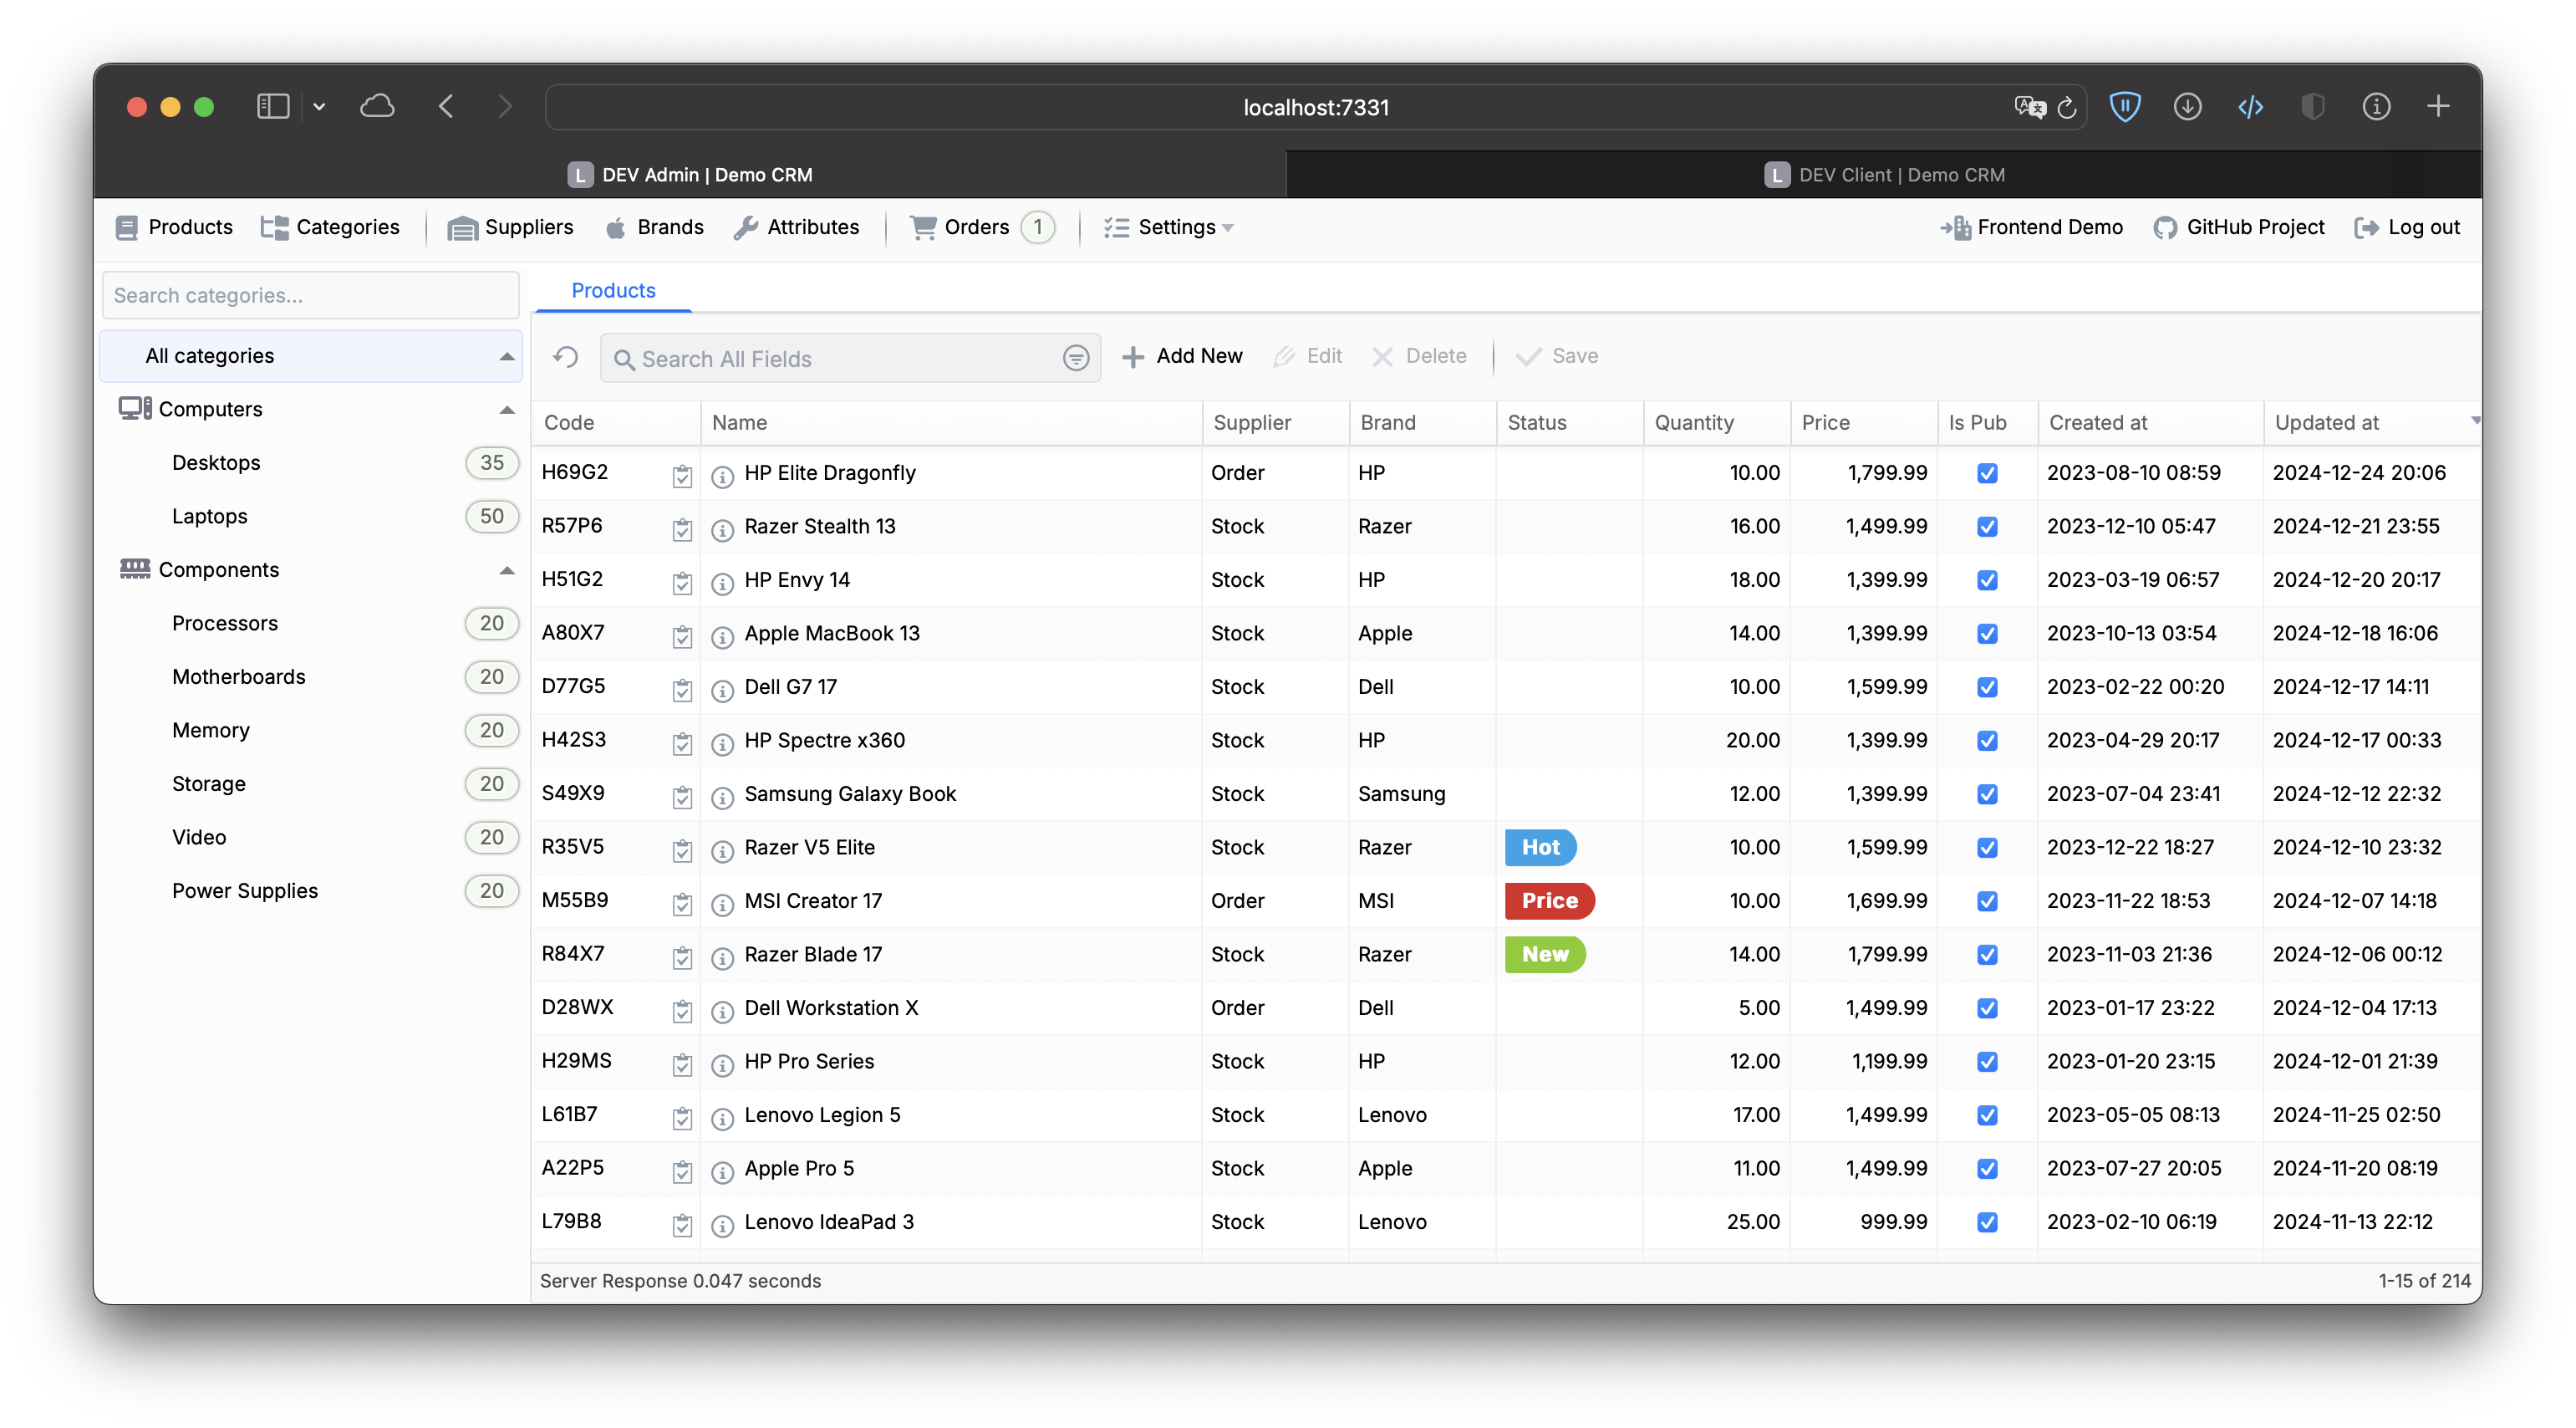 localhost:7331
L DEV Admin | Demo CRM L DEV Client | Demo CRM
Products Categories Suppliers Brands Attributes Orders 1 Settings Frontend Demo GitHub Project Log out
Search categories...
All categories
Computers
Desktops 35
Laptops 50
Components
Processors 20
Motherboards 20
Memory 20
Storage 20
Video 20
Power Supplies 20
Products
Search All Fields Add New Edit Delete Save
Code Name Supplier Brand Status Quantity Price Is Pub Created at Updated at
H69G2 HP Elite Dragonfly Order HP 10.00 1,799.99 2023-08-10 08:59 2024-12-24 20:06
R57P6 Razer Stealth 13 Stock Razer 16.00 1,499.99 2023-12-10 05:47 2024-12-21 23:55
H51G2 HP Envy 14 Stock HP 18.00 1,399.99 2023-03-19 06:57 2024-12-20 20:17
A80X7 Apple MacBook 13 Stock Apple 14.00 1,399.99 2023-10-13 03:54 2024-12-18 16:06
D77G5 Dell G7 17 Stock Dell 10.00 1,599.99 2023-02-22 00:20 2024-12-17 14:11
H42S3 HP Spectre x360 Stock HP 20.00 1,399.99 2023-04-29 20:17 2024-12-17 00:33
S49X9 Samsung Galaxy Book Stock Samsung 12.00 1,399.99 2023-07-04 23:41 2024-12-12 22:32
R35V5 Razer V5 Elite Stock Razer Hot 10.00 1,599.99 2023-12-22 18:27 2024-12-10 23:32
M55B9 MSI Creator 17 Order MSI Price 10.00 1,699.99 2023-11-22 18:53 2024-12-07 14:18
R84X7 Razer Blade 17 Stock Razer New 14.00 1,799.99 2023-11-03 21:36 2024-12-06 00:12
D28WX Dell Workstation X Order Dell 5.00 1,499.99 2023-01-17 23:22 2024-12-04 17:13
H29MS HP Pro Series Stock HP 12.00 1,199.99 2023-01-20 23:15 2024-12-01 21:39
L61B7 Lenovo Legion 5 Stock Lenovo 17.00 1,499.99 2023-05-05 08:13 2024-11-25 02:50
A22P5 Apple Pro 5 Stock Apple 11.00 1,499.99 2023-07-27 20:05 2024-11-20 08:19
L79B8 Lenovo IdeaPad 3 Stock Lenovo 25.00 999.99 2023-02-10 06:19 2024-11-13 22:12
Server Response 0.047 seconds 1-15 of 214